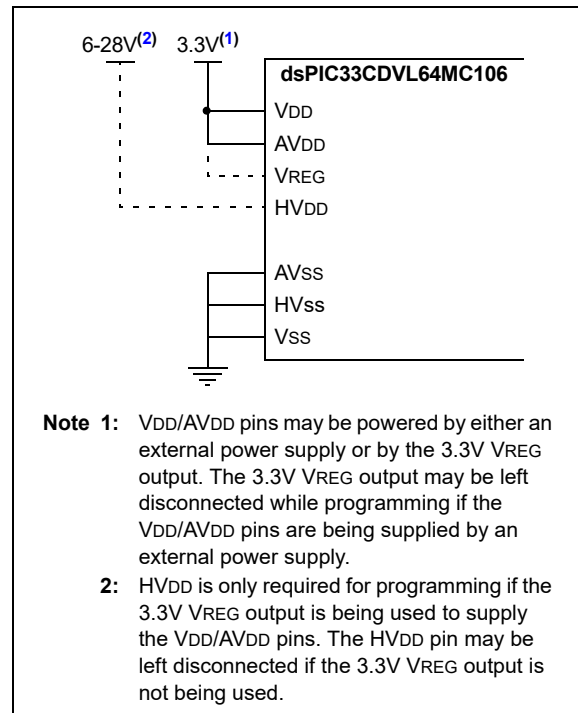 6-28V(2) 3.3V(1)
dsPIC33CDVL64MC106
VDD
AVDD
VREG
HVDD
AVSS
HVss
VSS
Note 1: VDD/AVDD pins may be powered by either an
external power supply or by the 3.3V VREG
output. The 3.3V VREG output may be left
disconnected while programming if the
VDD/AVDD pins are being supplied by an
external power supply.
2: HVDD is only required for programming if the
3.3V VREG output is being used to supply
the VDD/AVDD pins. The HVDD pin may be
left disconnected if the 3.3V VREG output is
not being used.